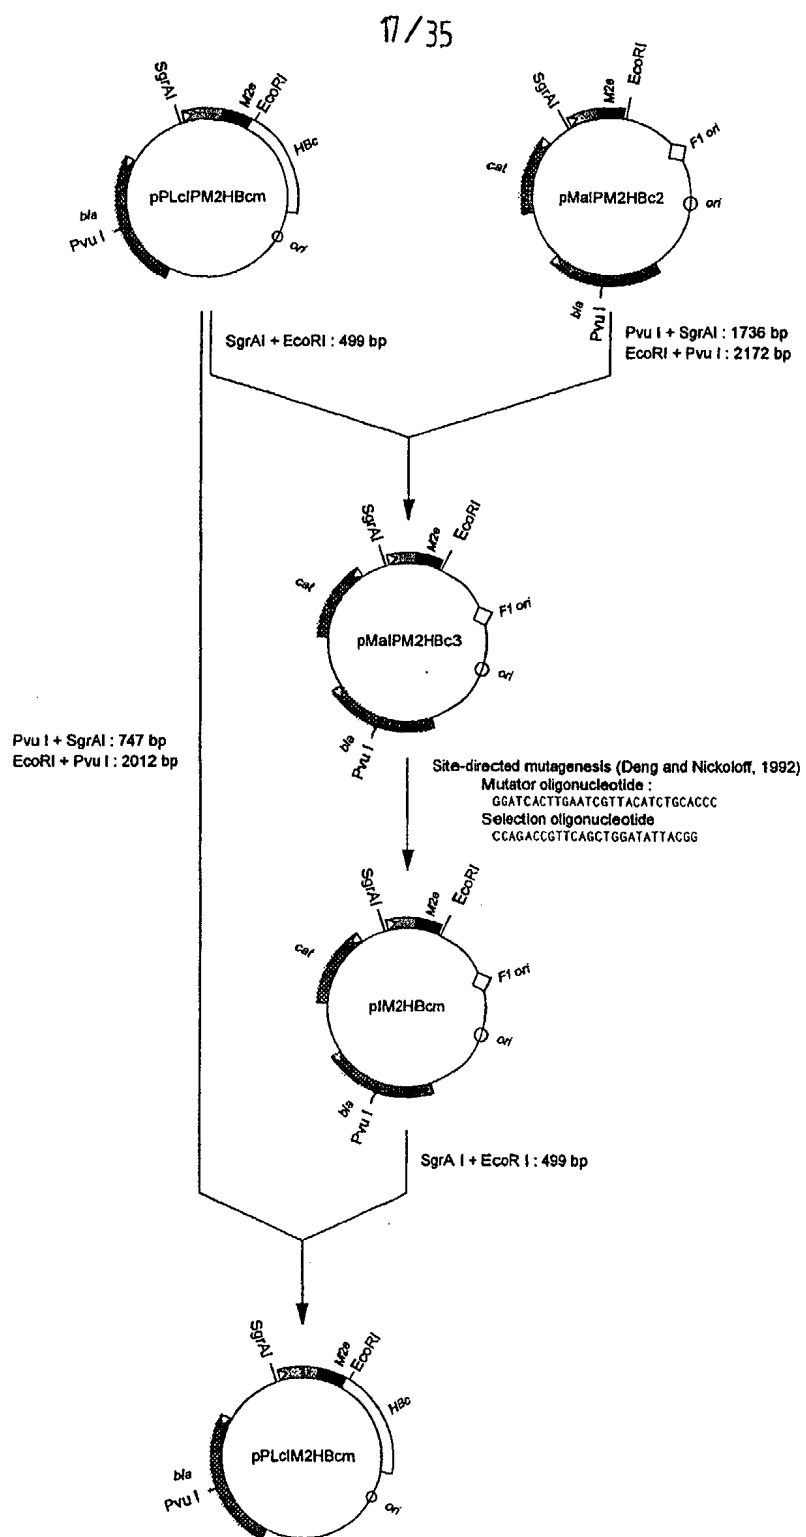 17/35
SgrAI
M2e
EcoRI
HBc
pPLcIPM2HBcm
bla
Pvu I
ori
SgrAI
M2e
EcoRI
cat
F1 ori
pMaIPM2HBc2
ori
bla
Pvu I
SgrAI + EcoRI : 499 bp
Pvu I + SgrAI : 1736 bp
EcoRI + Pvu I : 2172 bp
SgrAI
M2e
EcoRI
cat
F1 ori
pMaIPM2HBc3
ori
bla
Pvu I
Pvu I + SgrAI : 747 bp
EcoRI + Pvu I : 2012 bp
Site-directed mutagenesis (Deng and Nickoloff, 1992)
Mutator oligonucleotide :
GGATCACTTGAATCGTTACATCTGCACCC
Selection oligonucleotide
CCAGACCGTTCAGCTGGATATTACGG
SgrAI
M2e
EcoRI
cat
F1 ori
pIM2HBcm
ori
bla
Pvu I
SgrA I + EcoR I : 499 bp
SgrAI
M2e
EcoRI
HBc
pPLcIM2HBcm
bla
Pvu I
ori